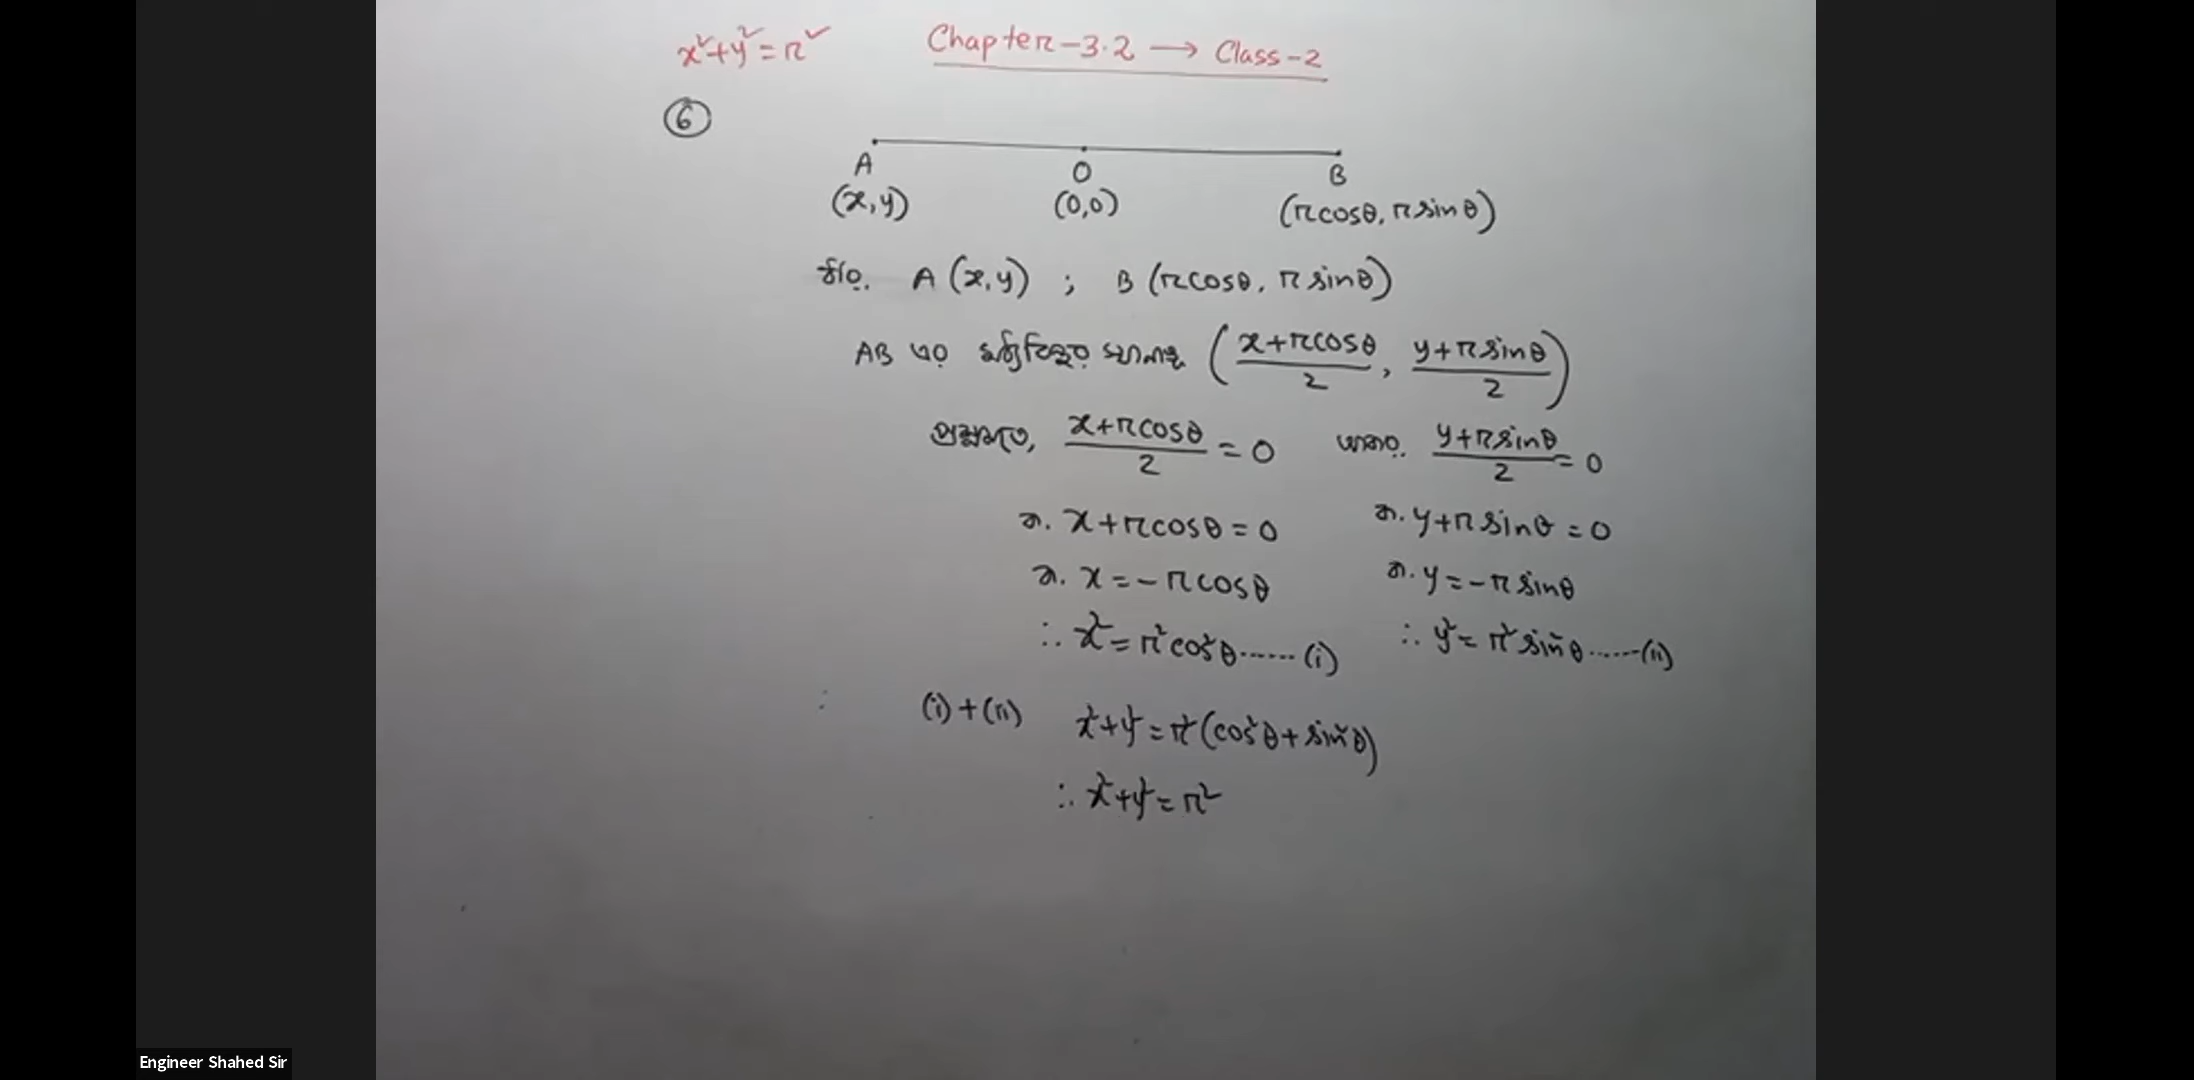 x²+y²=r²
Chapter-3.2 → Class-2
6
A O B
(x,y) (0,0) (rcosθ, rsinθ)
ধরি, A (x,y) ; B (rcosθ, rsinθ)
AB এর মধ্যবিন্দুর স্থানাঙ্ক ((x+rcosθ)/2, (y+rsinθ)/2)
প্রশ্নমতে, (x+rcosθ)/2 = 0 আবার, (y+rsinθ)/2 = 0
বা, x+rcosθ = 0 বা, y+rsinθ = 0
বা, x = -rcosθ বা, y = -rsinθ
∴ x² = r²cos²θ ...... (i) ∴ y² = r²sin²θ ...... (ii)
(i)+(ii) x²+y² = r²(cos²θ+sin²θ)
∴ x²+y² = r²
Engineer Shahed Sir